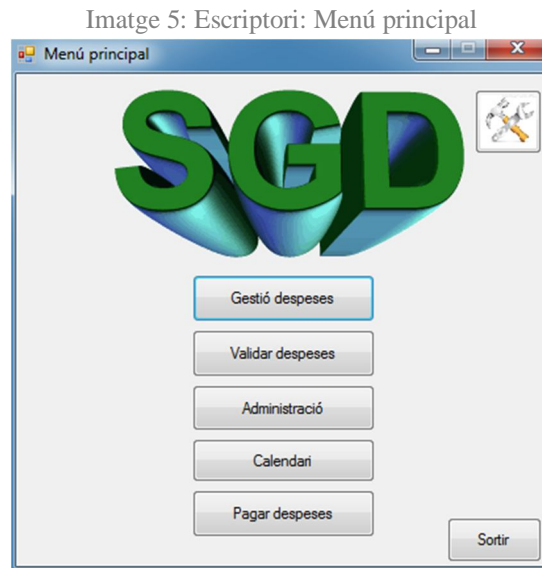 Imatge 5: Escriptori: Menú principal
Menú principal
SGD
Gestió despeses
Validar despeses
Administració
Calendari
Pagar despeses
Sortir